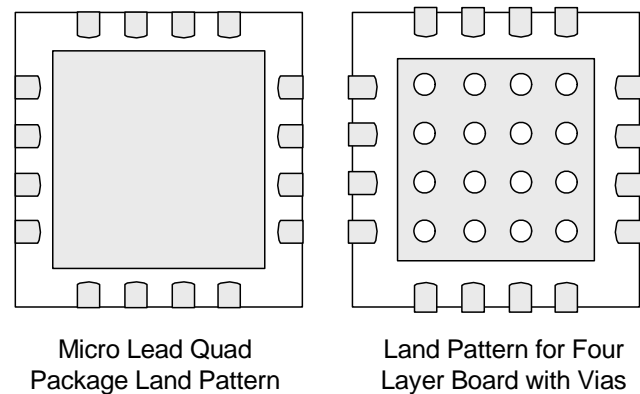 Micro Lead Quad
Package Land Pattern
Land Pattern for Four
Layer Board with Vias